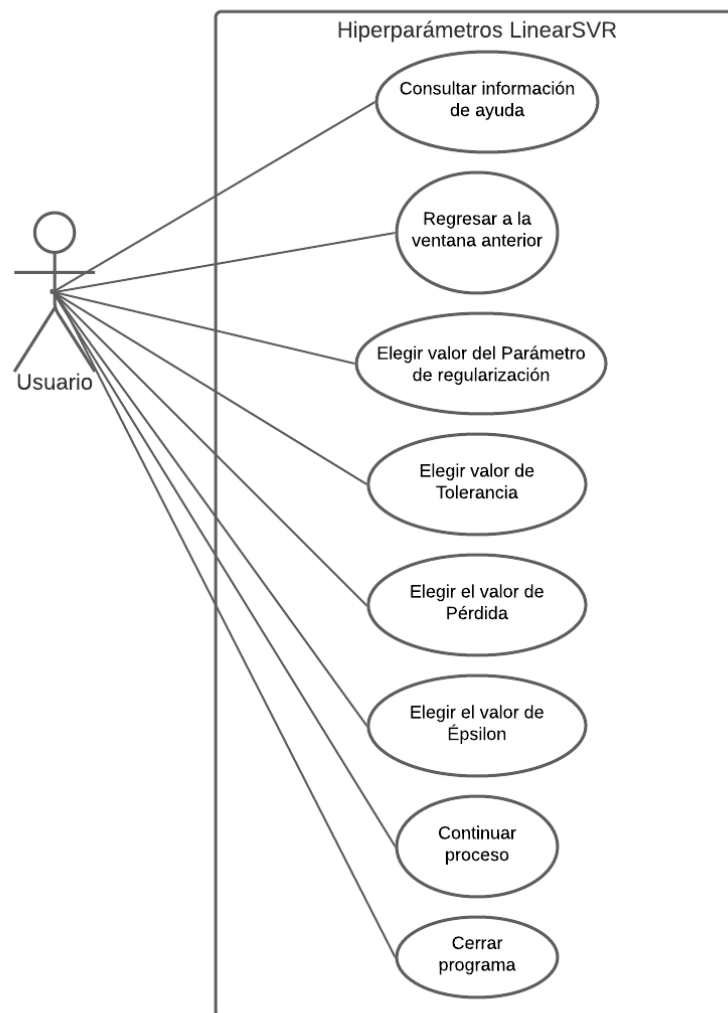 Hiperparámetros LinearSVR
Consultar información
de ayuda
Regresar a la
ventana anterior
Elegir valor del Parámetro
de regularización
Usuario
Elegir valor de
Tolerancia
Elegir el valor de
Pérdida
Elegir el valor de
Épsilon
Continuar
proceso
Cerrar
programa